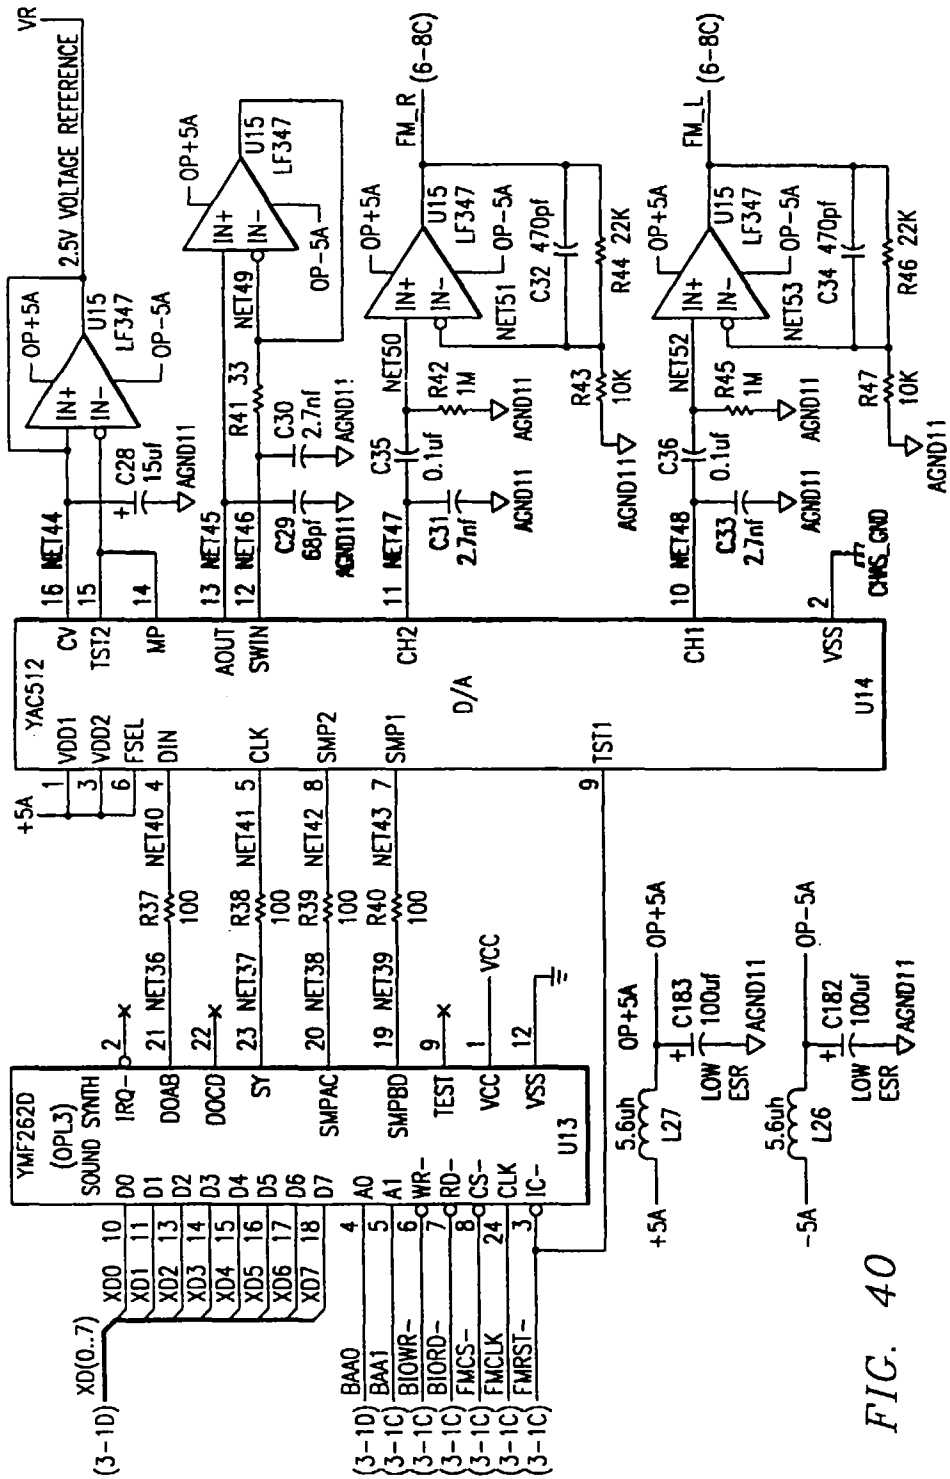 XD(0..7)
(3-1D)
XD0 10 D0
XD1 11 D1
XD2 13 D2
XD3 14 D3
XD4 15 D4
XD5 16 D5
XD6 17 D6
XD7 18 D7
(3-1D) BAA0 4 A0
(3-1C) BAA1 5 A1
(3-1C) BIOWR- 6 WR-
(3-1C) BIORD- 7 RD-
(3-1C) FMCS- 8 CS-
(3-1C) FMCLK 24 CLK
(3-1C) FMRST- 3 IC-
YMF262D
(OPL3)
SOUND SYNTH
IRQ- 2
DOAB 21 NET36
DOCD 22
SY 23 NET37
SMPAC 20 NET38
SMPBD 19 NET39
TEST 9
VCC 1 VCC
VSS 12
U13
R37
100
R38
100
R39
100
R40
100
+5A
NET40 4 DIN
NET41 5 CLK
NET42 8 SMP2
NET43 7 SMP1
1 VDD1
3 VDD2
6 FSEL
9 TST1
YAC512
D/A
U14
CV 16 NET44
TST2 15
MP 14
AOUT 13 NET45
SWIN 12 NET46
CH2 11 NET47
CH1 10 NET48
VSS 2
CHAS_GND
C28
+
15uf
AGND11
OP+5A
IN+
IN-
U15
LF347
OP-5A
2.5V VOLTAGE REFERENCE
VR
C29
68pf
AGND11
R41 33
C30
2.7nf
AGND11
NET49
OP+5A
IN+
IN-
U15
LF347
OP-5A
C31
2.7nf
AGND11
C35
0.1uf
NET50
R42
1M
AGND11
OP+5A
IN+
IN-
U15
LF347
OP-5A
NET51
C32 470pf
R44 22K
R43
10K
AGND11
FM_R
(6-8C)
C33
2.7nf
AGND11
C36
0.1uf
NET52
R45
1M
AGND11
OP+5A
IN+
IN-
U15
LF347
OP-5A
NET53
C34 470pf
R46 22K
R47
10K
AGND11
FM_L
(6-8C)
+5A
5.6uh
L27
OP+5A
OP+5A
+
C183
100uf
LOW
ESR
AGND11
-5A
5.6uh
L26
OP-5A
+
C182
100uf
LOW
ESR
AGND11
FIG. 40